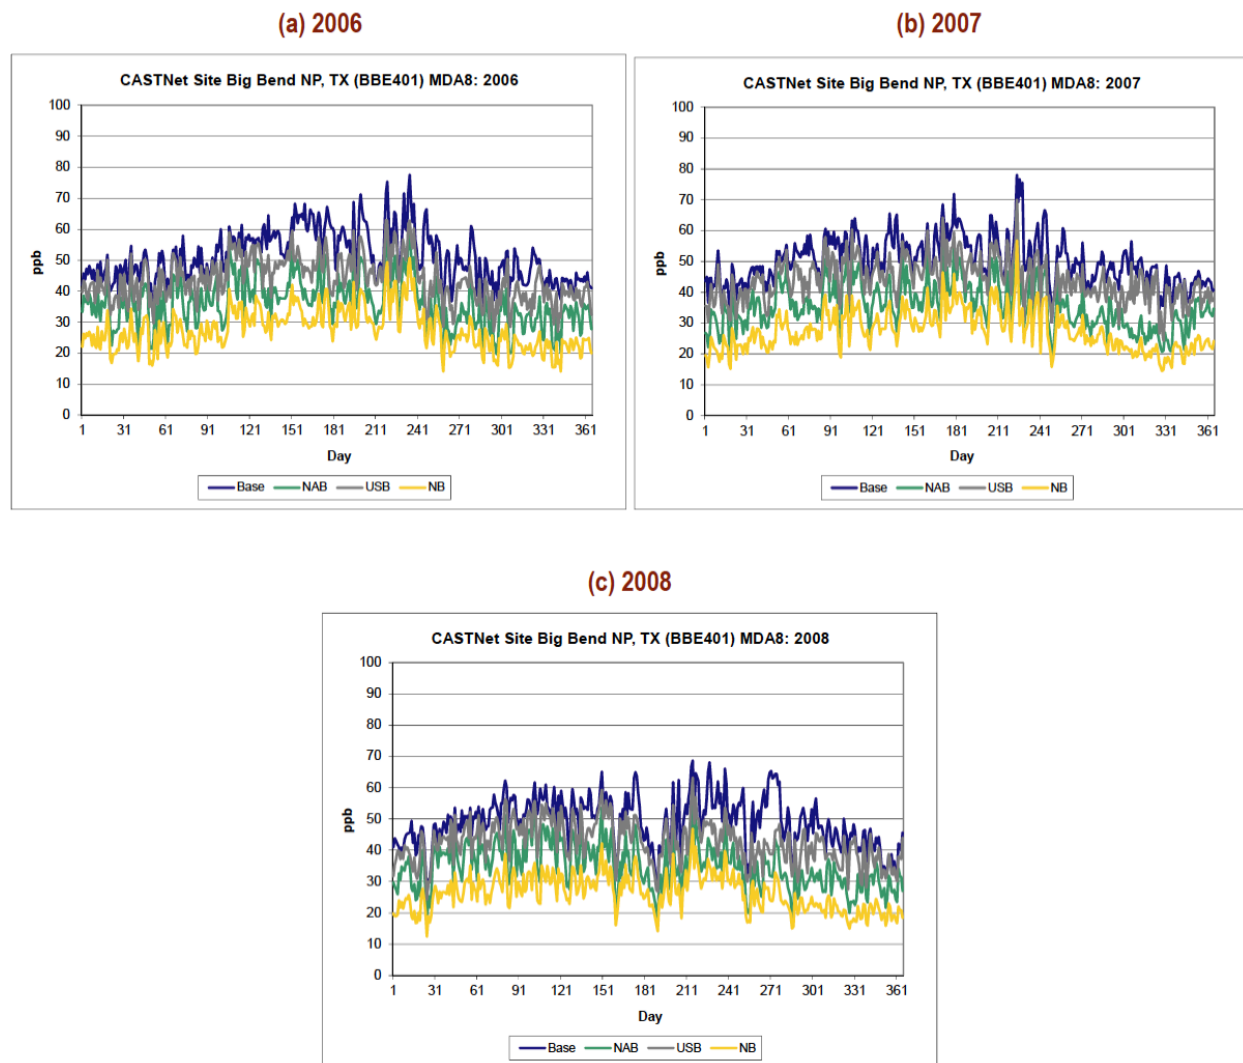 (a) 2006
(b) 2007
CASTNet Site Big Bend NP, TX (BBE401) MDA8: 2006
100
90
80
70
60
50
40
30
20
10
0
ppb
1 31 61 91 121 151 181 211 241 271 301 331 361
Day
Base NAB USB NB
CASTNet Site Big Bend NP, TX (BBE401) MDA8: 2007
100
90
80
70
60
50
40
30
20
10
0
ppb
1 31 61 91 121 151 181 211 241 271 301 331 361
Day
Base NAB USB NB
(c) 2008
CASTNet Site Big Bend NP, TX (BBE401) MDA8: 2008
100
90
80
70
60
50
40
30
20
10
0
ppb
1 31 61 91 121 151 181 211 241 271 301 331 361
Day
Base NAB USB NB